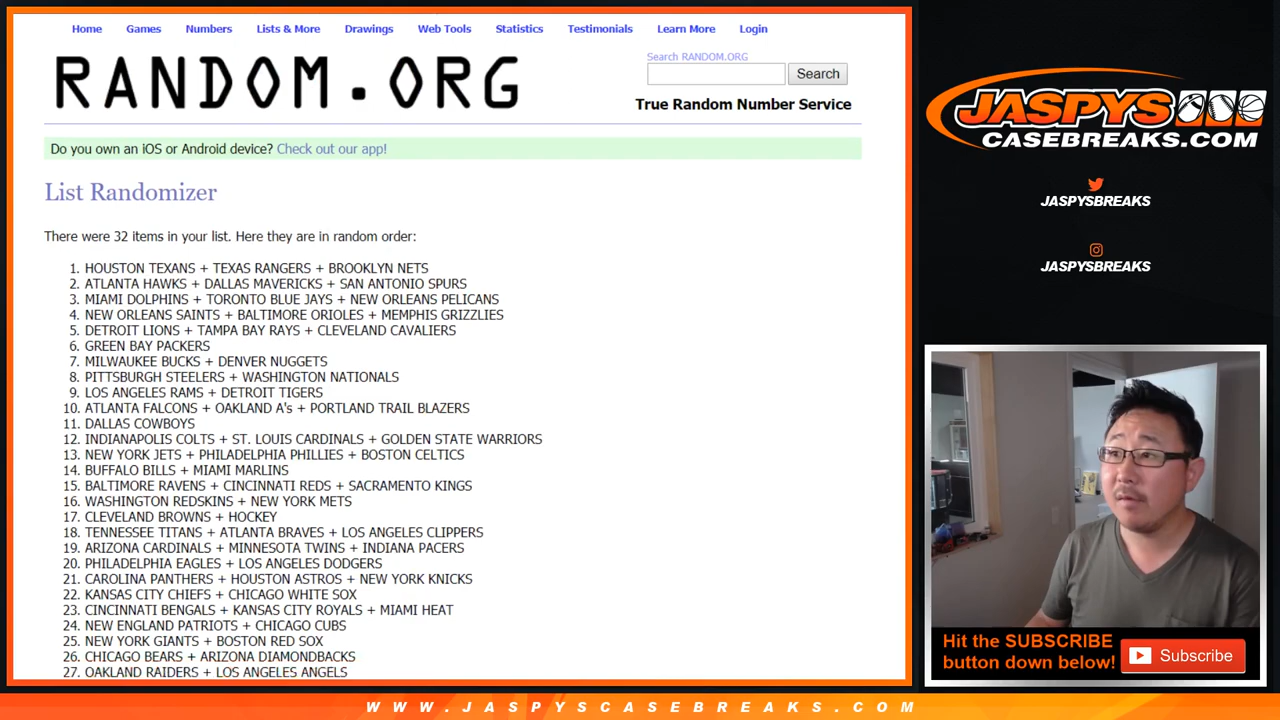 Home Games Numbers Lists & More Drawings Web Tools Statistics Testimonials Learn More Login
RANDOM.ORG
Search RANDOM.ORG
Search
True Random Number Service
Do you own an iOS or Android device? Check out our app!
List Randomizer
There were 32 items in your list. Here they are in random order:
1. HOUSTON TEXANS + TEXAS RANGERS + BROOKLYN NETS
2. ATLANTA HAWKS + DALLAS MAVERICKS + SAN ANTONIO SPURS
3. MIAMI DOLPHINS + TORONTO BLUE JAYS + NEW ORLEANS PELICANS
4. NEW ORLEANS SAINTS + BALTIMORE ORIOLES + MEMPHIS GRIZZLIES
5. DETROIT LIONS + TAMPA BAY RAYS + CLEVELAND CAVALIERS
6. GREEN BAY PACKERS
7. MILWAUKEE BUCKS + DENVER NUGGETS
8. PITTSBURGH STEELERS + WASHINGTON NATIONALS
9. LOS ANGELES RAMS + DETROIT TIGERS
10. ATLANTA FALCONS + OAKLAND A's + PORTLAND TRAIL BLAZERS
11. DALLAS COWBOYS
12. INDIANAPOLIS COLTS + ST. LOUIS CARDINALS + GOLDEN STATE WARRIORS
13. NEW YORK JETS + PHILADELPHIA PHILLIES + BOSTON CELTICS
14. BUFFALO BILLS + MIAMI MARLINS
15. BALTIMORE RAVENS + CINCINNATI REDS + SACRAMENTO KINGS
16. WASHINGTON REDSKINS + NEW YORK METS
17. CLEVELAND BROWNS + HOCKEY
18. TENNESSEE TITANS + ATLANTA BRAVES + LOS ANGELES CLIPPERS
19. ARIZONA CARDINALS + MINNESOTA TWINS + INDIANA PACERS
20. PHILADELPHIA EAGLES + LOS ANGELES DODGERS
21. CAROLINA PANTHERS + HOUSTON ASTROS + NEW YORK KNICKS
22. KANSAS CITY CHIEFS + CHICAGO WHITE SOX
23. CINCINNATI BENGALS + KANSAS CITY ROYALS + MIAMI HEAT
24. NEW ENGLAND PATRIOTS + CHICAGO CUBS
25. NEW YORK GIANTS + BOSTON RED SOX
26. CHICAGO BEARS + ARIZONA DIAMONDBACKS
27. OAKLAND RAIDERS + LOS ANGELES ANGELS
JASPYS
CASEBREAKS.COM
JASPYSBREAKS
JASPYSBREAKS
Hit the SUBSCRIBE
button down below!
Subscribe
WWW.JASPYSCASEBREAKS.COM